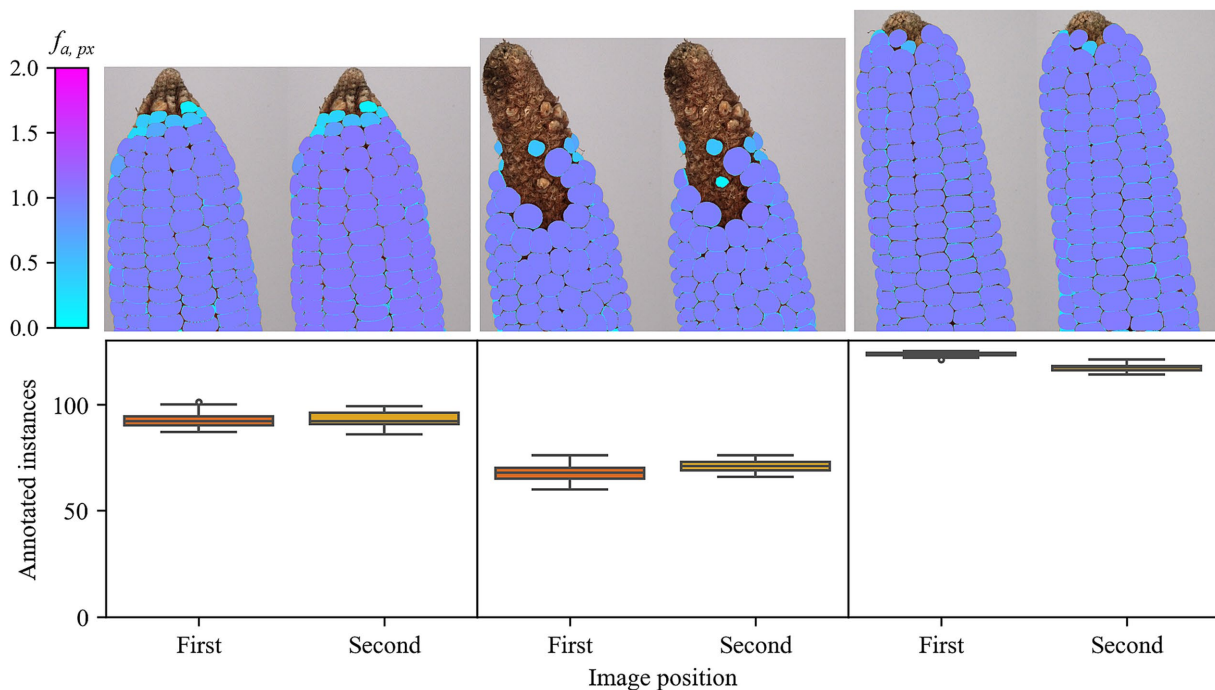 f_{a, px}
2.0
1.5
1.0
0.5
0.0
Annotated instances
100
50
0
First Second First Second First Second
Image position